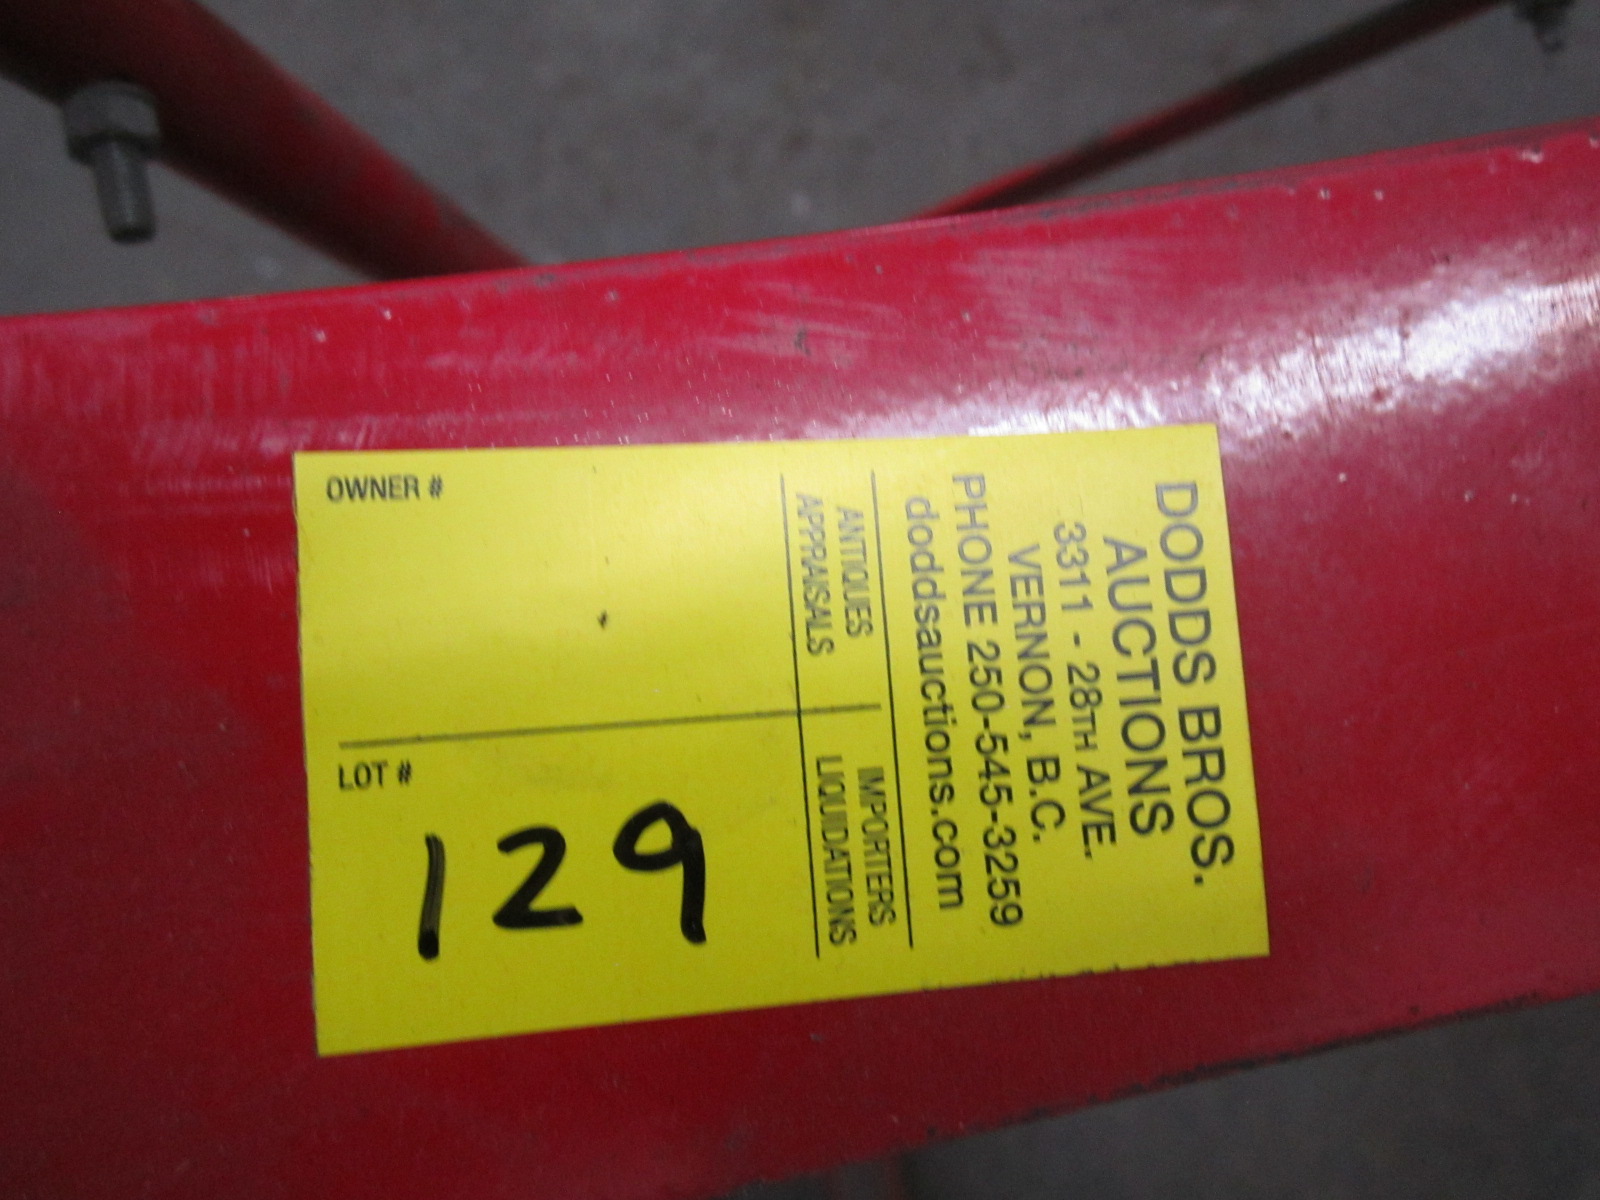 DODDS BROS.
AUCTIONS
3311 - 28TH AVE.
VERNON, B.C.
PHONE 250-545-3259
doddsauctions.com
ANTIQUES IMPORTERS
APPRAISALS LIQUIDATIONS
OWNER #
LOT #
129